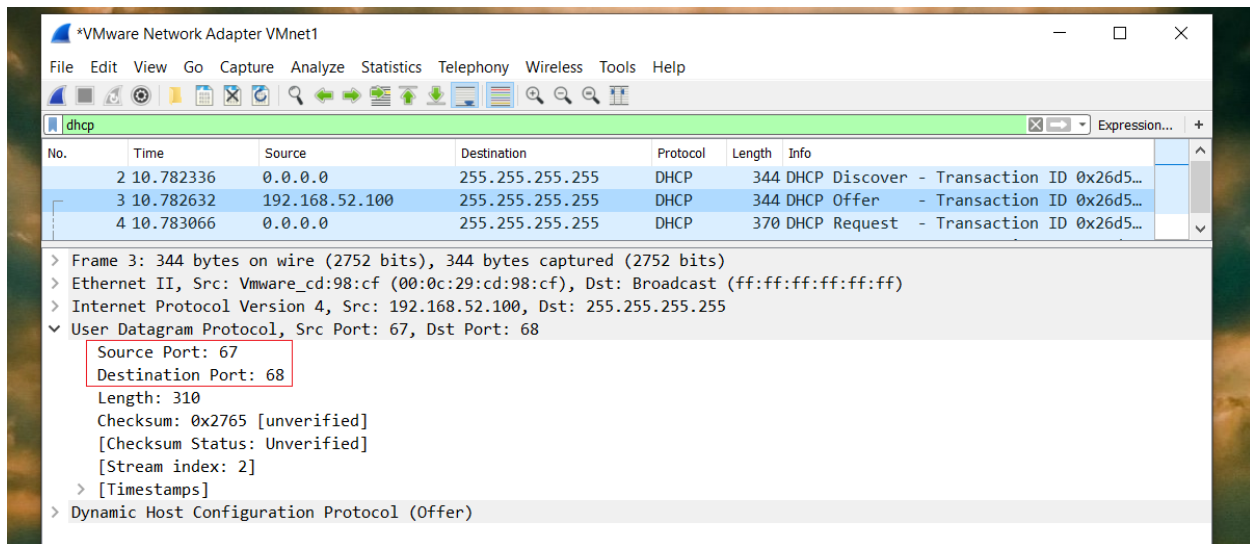 *VMware Network Adapter VMnet1
File Edit View Go Capture Analyze Statistics Telephony Wireless Tools Help
dhcp Expression... +
No. Time Source Destination Protocol Length Info
2 10.782336 0.0.0.0 255.255.255.255 DHCP 344 DHCP Discover - Transaction ID 0x26d5…
3 10.782632 192.168.52.100 255.255.255.255 DHCP 344 DHCP Offer - Transaction ID 0x26d5…
4 10.783066 0.0.0.0 255.255.255.255 DHCP 370 DHCP Request - Transaction ID 0x26d5…
Frame 3: 344 bytes on wire (2752 bits), 344 bytes captured (2752 bits)
Ethernet II, Src: Vmware_cd:98:cf (00:0c:29:cd:98:cf), Dst: Broadcast (ff:ff:ff:ff:ff:ff)
Internet Protocol Version 4, Src: 192.168.52.100, Dst: 255.255.255.255
User Datagram Protocol, Src Port: 67, Dst Port: 68
Source Port: 67
Destination Port: 68
Length: 310
Checksum: 0x2765 [unverified]
[Checksum Status: Unverified]
[Stream index: 2]
[Timestamps]
Dynamic Host Configuration Protocol (Offer)